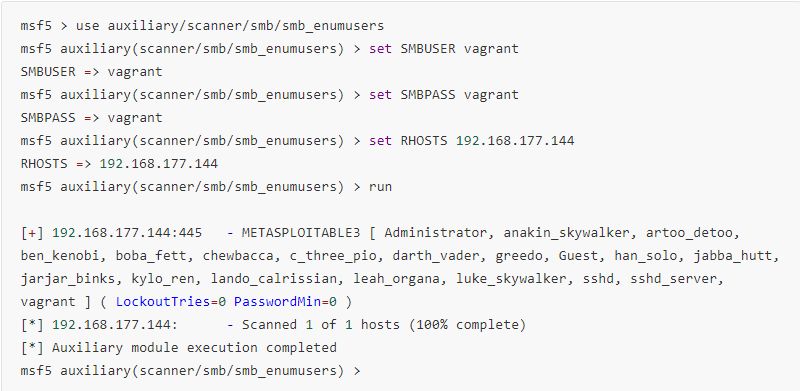 msf5 > use auxiliary/scanner/smb/smb_enumusers
msf5 auxiliary(scanner/smb/smb_enumusers) > set SMBUSER vagrant
SMBUSER => vagrant
msf5 auxiliary(scanner/smb/smb_enumusers) > set SMBPASS vagrant
SMBPASS => vagrant
msf5 auxiliary(scanner/smb/smb_enumusers) > set RHOSTS 192.168.177.144
RHOSTS => 192.168.177.144
msf5 auxiliary(scanner/smb/smb_enumusers) > run
[+] 192.168.177.144:445   - METASPLOITABLE3 [ Administrator, anakin_skywalker, artoo_detoo,
ben_kenobi, boba_fett, chewbacca, c_three_pio, darth_vader, greedo, Guest, han_solo, jabba_hutt,
jarjar_binks, kylo_ren, lando_calrissian, leah_organa, luke_skywalker, sshd, sshd_server,
vagrant ] ( LockoutTries=0 PasswordMin=0 )
[*] 192.168.177.144:      - Scanned 1 of 1 hosts (100% complete)
[*] Auxiliary module execution completed
msf5 auxiliary(scanner/smb/smb_enumusers) >